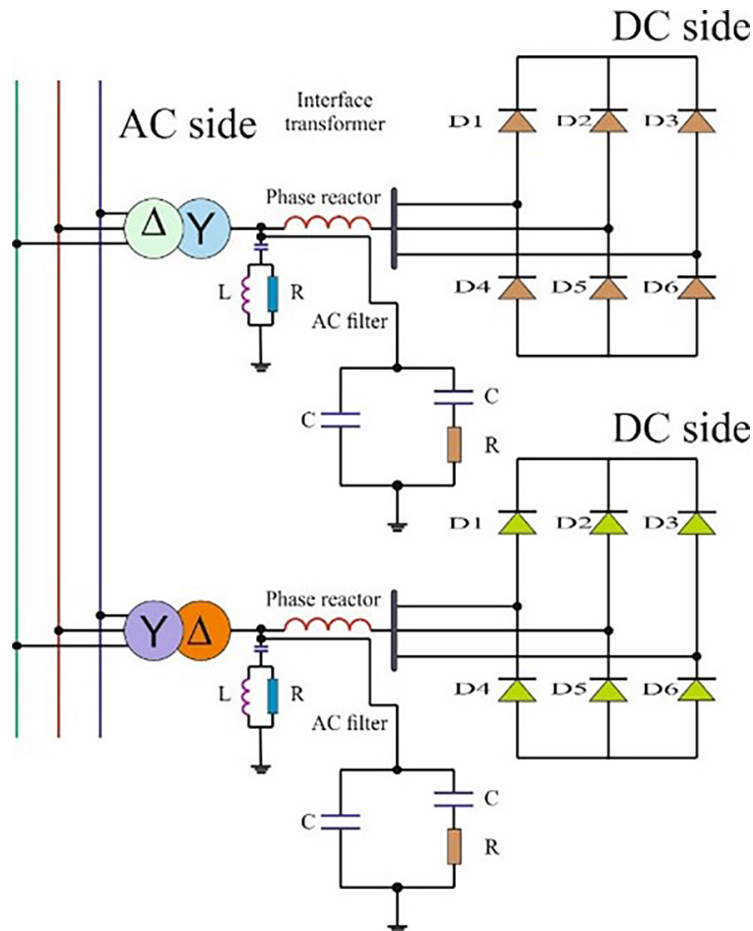 DC side
AC side
Interface
transformer
D1 D2 D3
Phase reactor
Δ Y
L R
D4 D5 D6
AC filter
C
C
R
DC side
D1 D2 D3
Phase reactor
Y Δ
L R
D4 D5 D6
AC filter
C
C
R